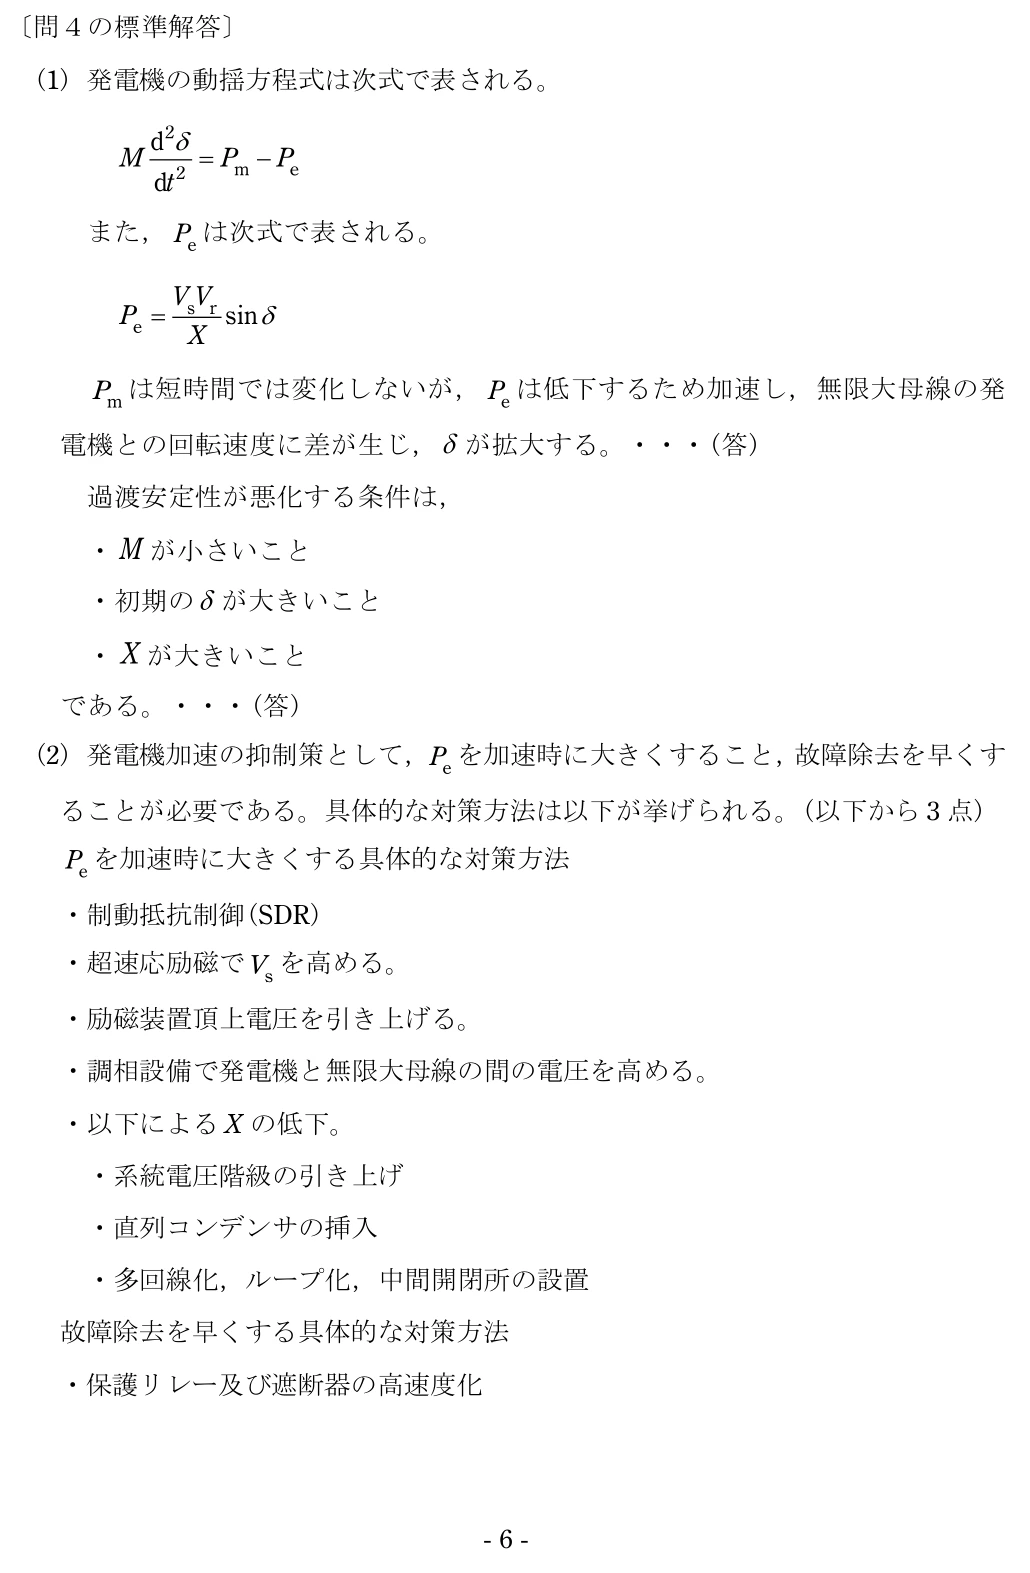 〔問４の標準解答〕
(1) 発電機の動揺方程式は次式で表される。
M d²δ/dt² = Pm − Pe
また，Peは次式で表される。
Pe = VsVr/X sin δ
Pmは短時間では変化しないが，Peは低下するため加速し，無限大母線の発
電機との回転速度に差が生じ，δが拡大する。・・・（答）
過渡安定性が悪化する条件は，
・Mが小さいこと
・初期のδが大きいこと
・Xが大きいこと
である。・・・（答）
(2) 発電機加速の抑制策として，Peを加速時に大きくすること，故障除去を早くす
ることが必要である。具体的な対策方法は以下が挙げられる。（以下から３点）
Peを加速時に大きくする具体的な対策方法
・制動抵抗制御（SDR）
・超速応励磁でVsを高める。
・励磁装置頂上電圧を引き上げる。
・調相設備で発電機と無限大母線の間の電圧を高める。
・以下によるXの低下。
・系統電圧階級の引き上げ
・直列コンデンサの挿入
・多回線化，ループ化，中間開閉所の設置
故障除去を早くする具体的な対策方法
・保護リレー及び遮断器の高速度化
- 6 -